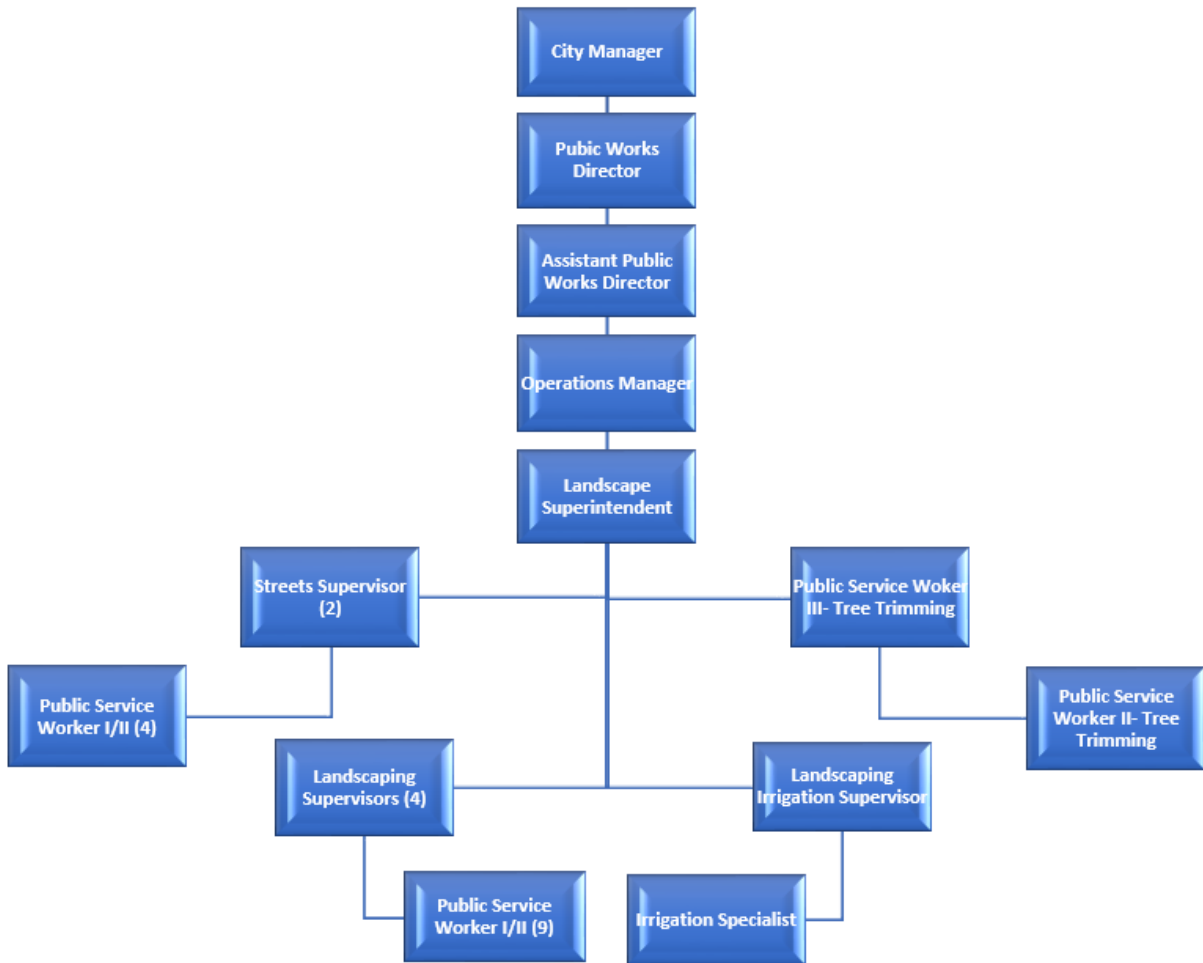 City Manager
Pubic Works
Director
Assistant Public
Works Director
Operations Manager
Landscape
Superintendent
Streets Supervisor
(2)
Public Service Woker
III- Tree Trimming
Public Service
Worker I/II (4)
Public Service
Worker II- Tree
Trimming
Landscaping
Supervisors (4)
Landscaping
Irrigation Supervisor
Public Service
Worker I/II (9)
Irrigation Specialist